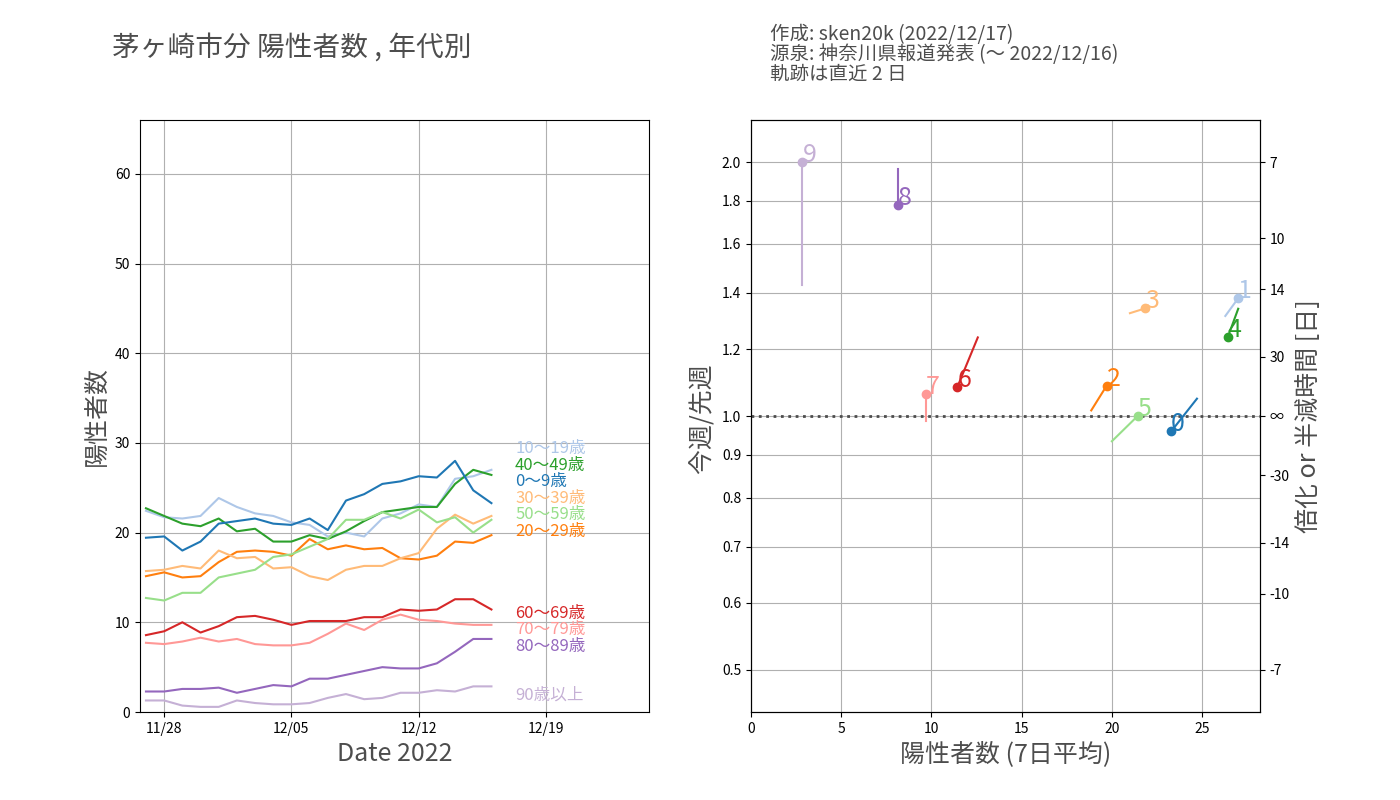 茅ヶ崎市分 陽性者数 , 年代別
作成: sken20k (2022/12/17)
源泉: 神奈川県報道発表 (〜 2022/12/16)
軌跡は直近 2 日
陽性者数
60
50
40
30
20
10
0
10〜19歳
40〜49歳
0〜9歳
30〜39歳
50〜59歳
20〜29歳
60〜69歳
70〜79歳
80〜89歳
90歳以上
11/28
12/05
12/12
12/19
Date 2022
今週/先週
2.0
1.8
1.6
1.4
1.2
1.0
0.9
0.8
0.7
0.6
0.5
9
8
1
3
4
2
6
7
5
0
0
5
10
15
20
25
陽性者数 (7日平均)
7
10
14
30
∞
-30
-14
-10
-7
倍化 or 半減時間 [日]